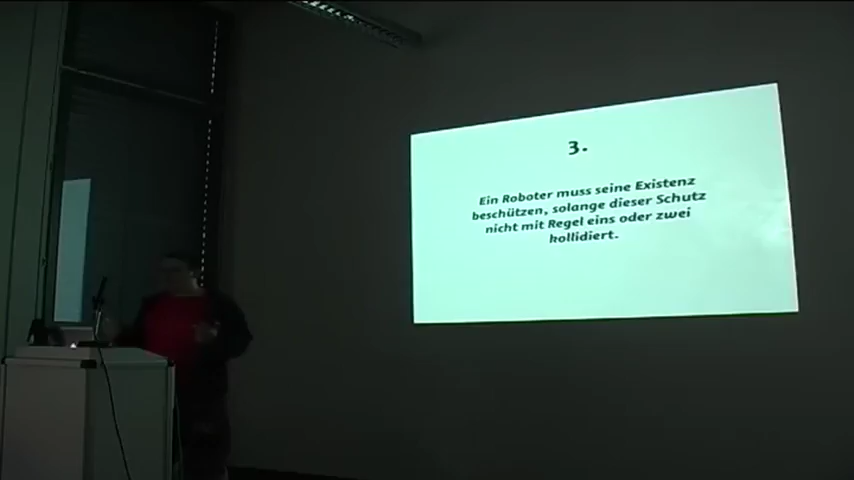 3.
Ein Roboter muss seine Existenz
beschützen, solange dieser Schutz
nicht mit Regel eins oder zwei
kollidiert.